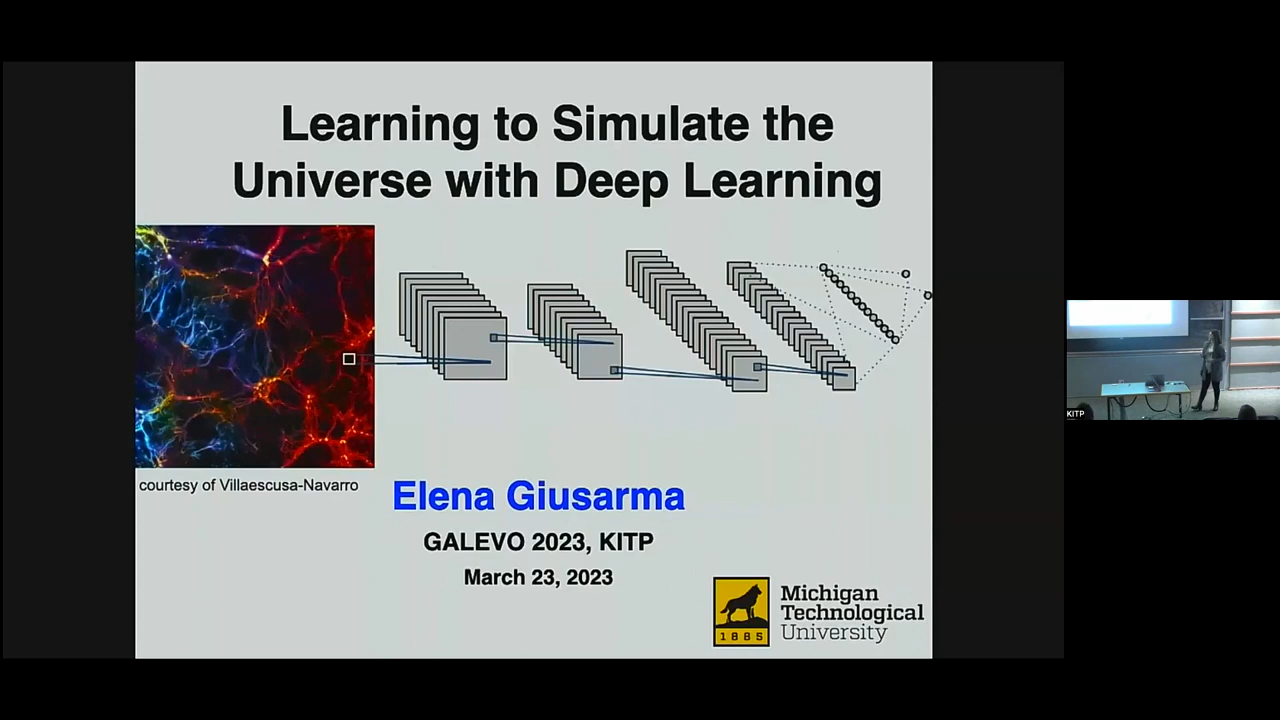 Learning to Simulate the
Universe with Deep Learning
courtesy of Villaescusa-Navarro
Elena Giusarma
GALEVO 2023, KITP
March 23, 2023
1885
Michigan
Technological
University
KITP